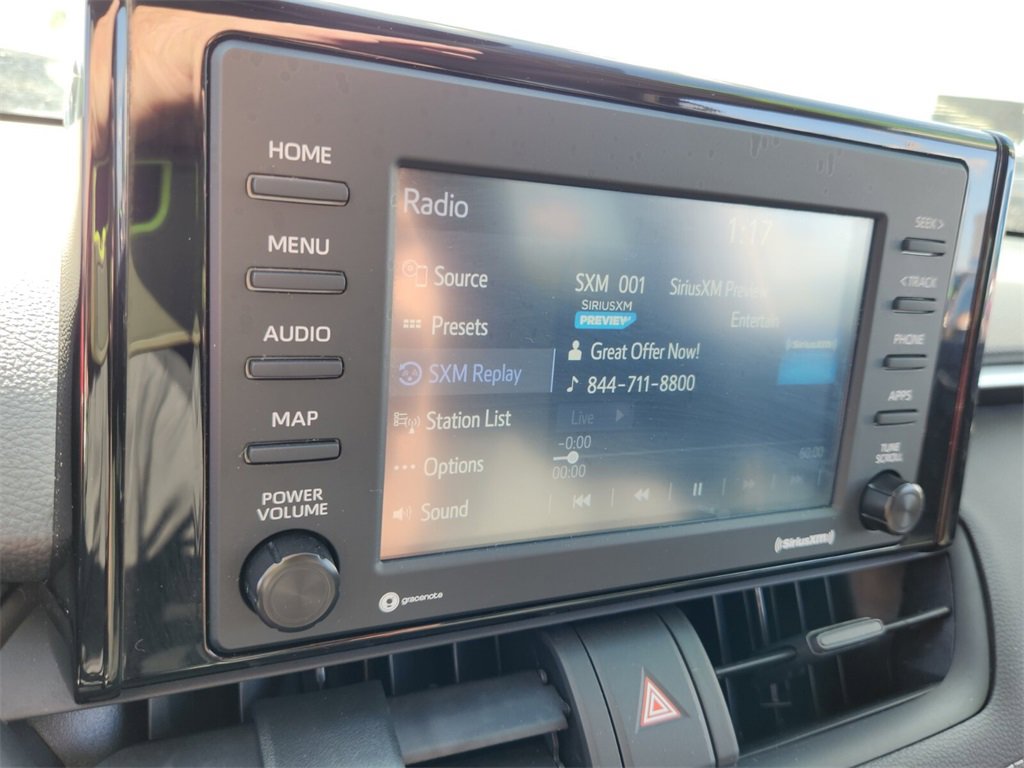 HOME
MENU
AUDIO
MAP
POWER
VOLUME
Radio
1:17
Source
Presets
SXM Replay
Station List
Options
Sound
SXM 001 SiriusXM Preview
SIRIUSXM
PREVIEW
Entertain
Great Offer Now!
844-711-8800
Live
-0:00
00:00
60:00
SiriusXM
SEEK >
< TRACK
PHONE
APPS
TUNE
SCROLL
gracenote
((SiriusXM))